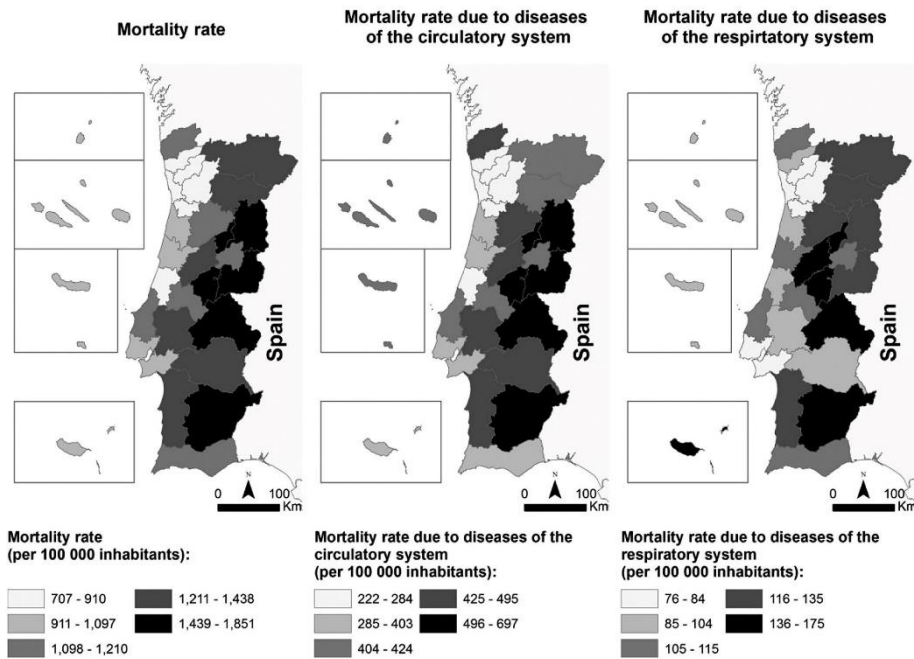 Mortality rate
Mortality rate due to diseases
of the circulatory system
Mortality rate due to diseases
of the respirtatory system
Spain
N
0 100
Km
Spain
N
0 100
Km
Spain
N
0 100
Km
Mortality rate
(per 100 000 inhabitants):
707 - 910
911 - 1,097
1,098 - 1,210
1,211 - 1,438
1,439 - 1,851
Mortality rate due to diseases of the
circulatory system
(per 100 000 inhabitants):
222 - 284
285 - 403
404 - 424
425 - 495
496 - 697
Mortality rate due to diseases of the
respiratory system
(per 100 000 inhabitants):
76 - 84
85 - 104
105 - 115
116 - 135
136 - 175